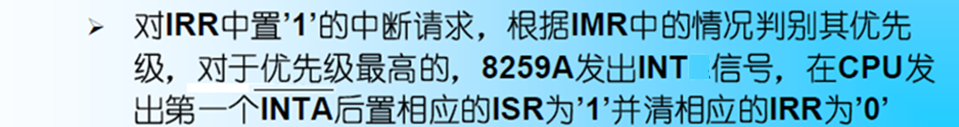 ➢ 对IRR中置'1'的中断请求，根据IMR中的情况判别其优先
级，对于优先级最高的，8259A发出INT 信号，在CPU发
出第一个INTA后置相应的ISR为'1'并清相应的IRR为'0'